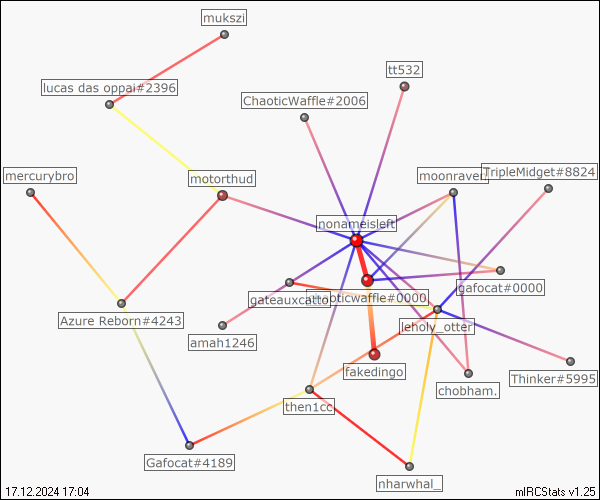 mukszi
tt532
lucas das oppai#2396
ChaoticWaffle#2006
mercurybro
motorthud
moonraven
TripleMidget#8824
nonameisleft
gafocat#0000
gateauxcatto
chaoticwaffle#0000
Azure Reborn#4243
leholy_otter
amah1246
fakedingo
Thinker#5995
chobham.
then1cc
Gafocat#4189
nharwhal_
17.12.2024 17:04
mIRCStats v1.25